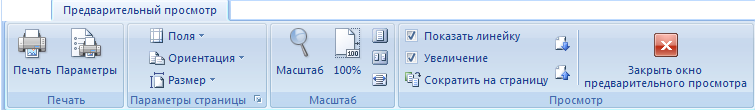 Предварительный просмотр
Печать
Параметры
Печать
Поля
Ориентация
Размер
Параметры страницы
Масштаб
100
100%
Масштаб
Показать линейку
Увеличение
Сократить на страницу
Закрыть окно
предварительного просмотра
Просмотр